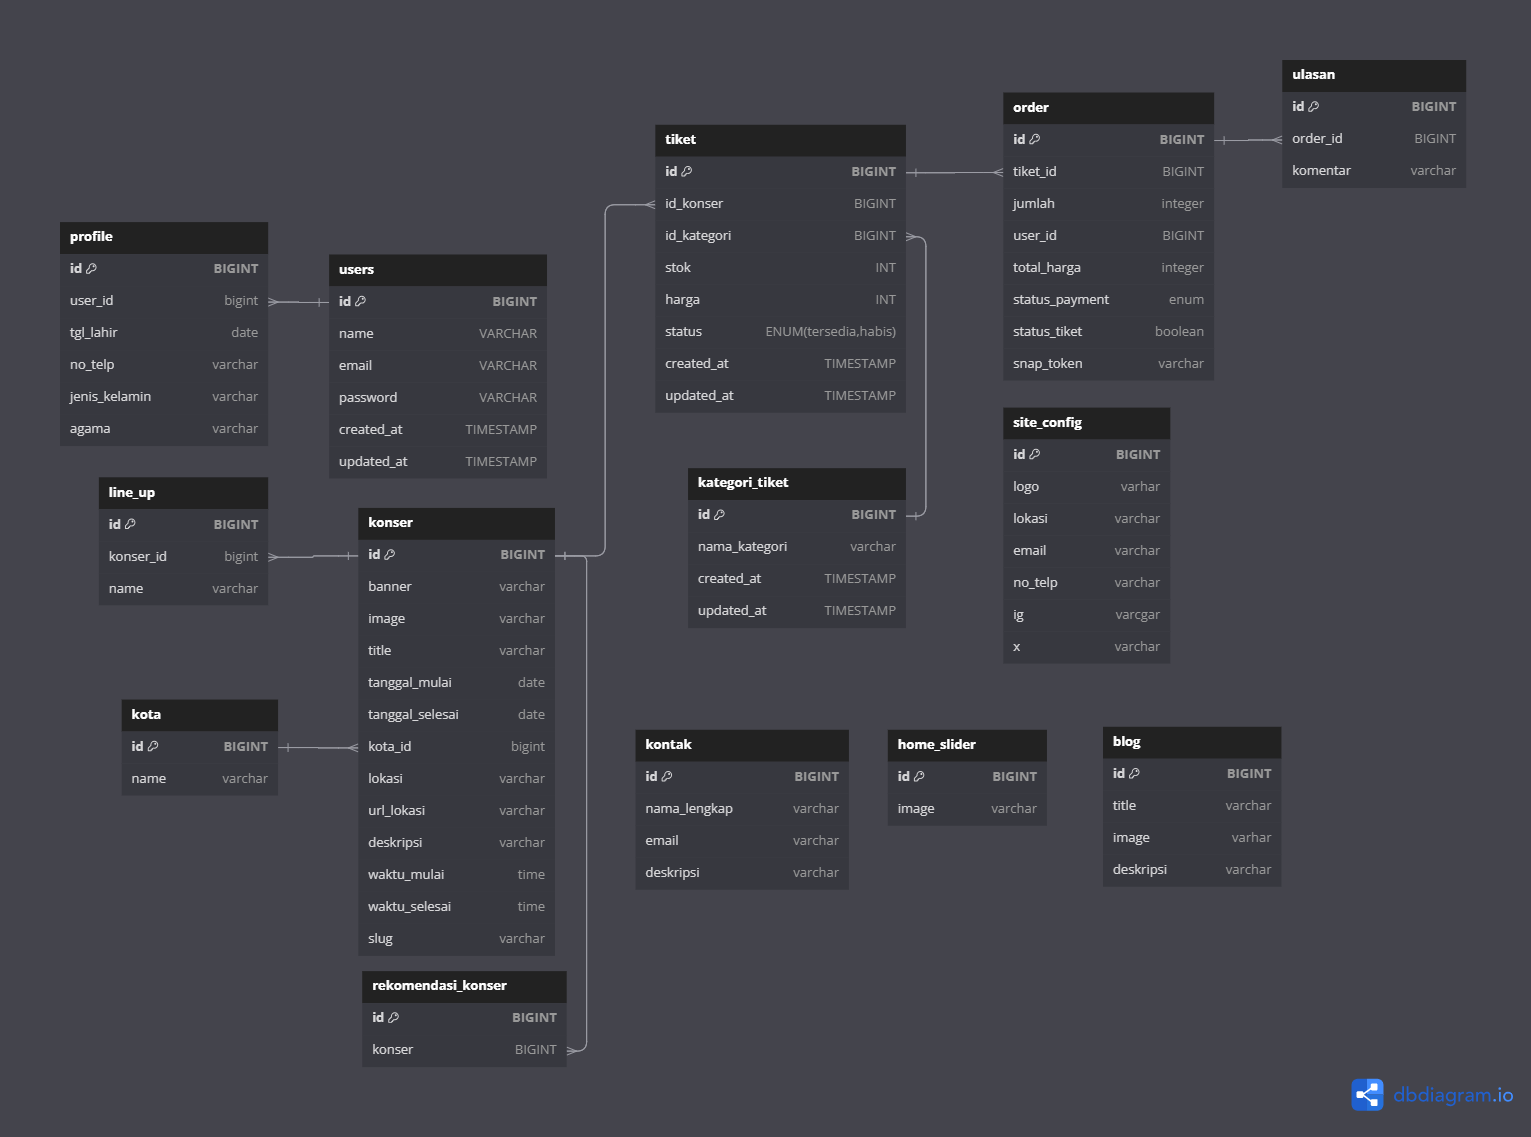 ulasan
id BIGINT
order_id BIGINT
komentar varchar
order
id BIGINT
tiket_id BIGINT
jumlah integer
user_id BIGINT
total_harga integer
status_payment enum
status_tiket boolean
snap_token varchar
tiket
id BIGINT
id_konser BIGINT
id_kategori BIGINT
stok INT
harga INT
status ENUM(tersedia,habis)
created_at TIMESTAMP
updated_at TIMESTAMP
profile
id BIGINT
user_id bigint
tgl_lahir date
no_telp varchar
jenis_kelamin varchar
agama varchar
users
id BIGINT
name VARCHAR
email VARCHAR
password VARCHAR
created_at TIMESTAMP
updated_at TIMESTAMP
site_config
id BIGINT
logo varhar
lokasi varchar
email varchar
no_telp varchar
ig varcgar
x varchar
kategori_tiket
id BIGINT
nama_kategori varchar
created_at TIMESTAMP
updated_at TIMESTAMP
line_up
id BIGINT
konser_id bigint
name varchar
konser
id BIGINT
banner varchar
image varchar
title varchar
tanggal_mulai date
tanggal_selesai date
kota_id bigint
lokasi varchar
url_lokasi varchar
deskripsi varchar
waktu_mulai time
waktu_selesai time
slug varchar
kota
id BIGINT
name varchar
kontak
id BIGINT
nama_lengkap varchar
email varchar
deskripsi varchar
home_slider
id BIGINT
image varchar
blog
id BIGINT
title varchar
image varhar
deskripsi varchar
rekomendasi_konser
id BIGINT
konser BIGINT
dbdiagram.io